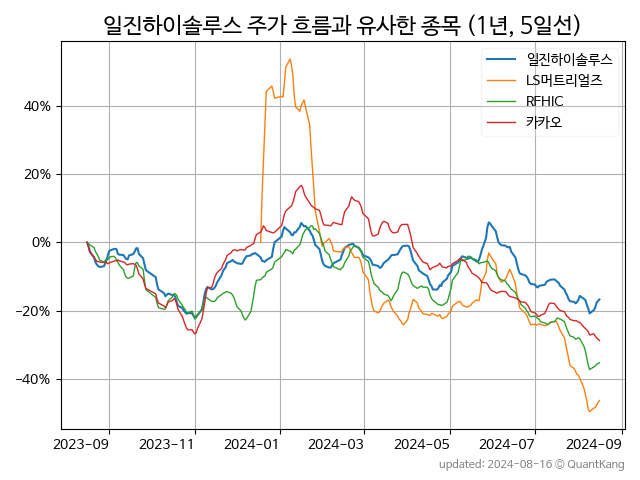 일진하이솔루스 주가 흐름과 유사한 종목 (1년, 5일선)
일진하이솔루스
LS머트리얼즈
RFHIC
카카오
40%
20%
0%
−20%
−40%
2023-09
2023-11
2024-01
2024-03
2024-05
2024-07
2024-09
updated: 2024-08-16 © QuantKang